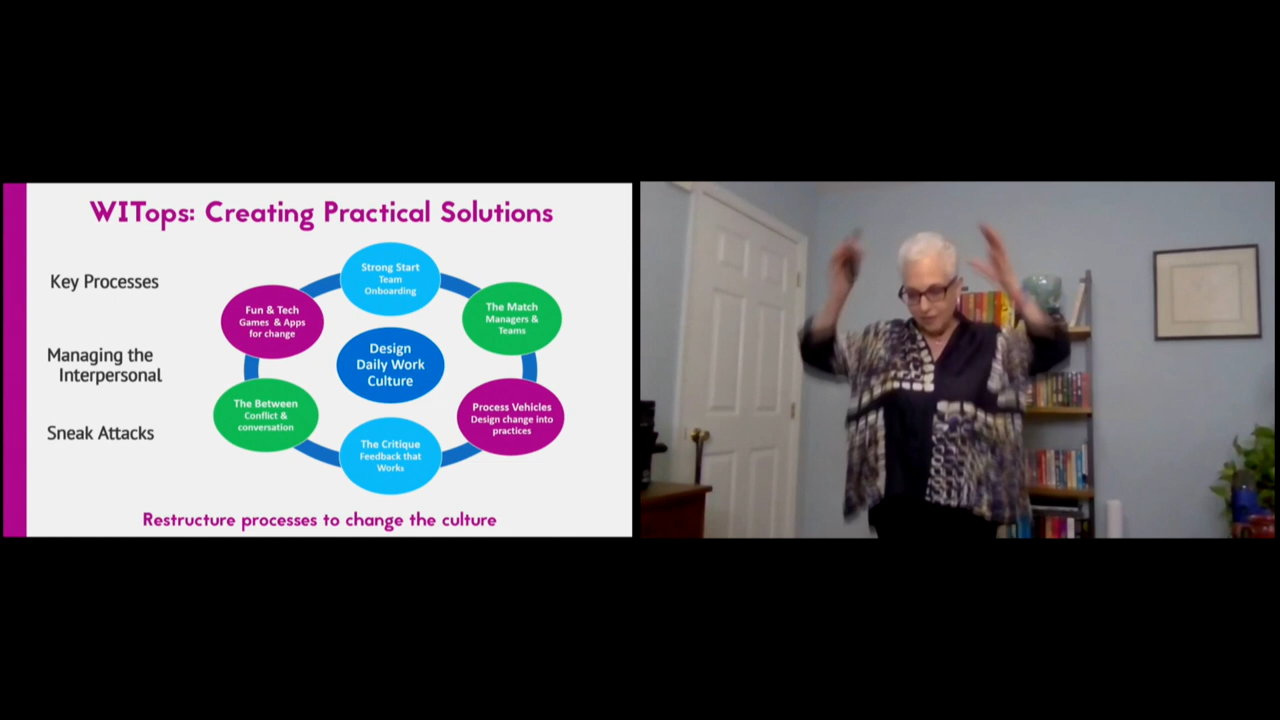 WITops: Creating Practical Solutions
Key Processes
Managing the
Interpersonal
Sneak Attacks
Strong Start
Team
Onboarding
The Match
Managers &
Teams
Process Vehicles
Design change into
practices
The Critique
Feedback that
Works
The Between
Conflict &
conversation
Fun & Tech
Games & Apps
for change
Design
Daily Work
Culture
Restructure processes to change the culture